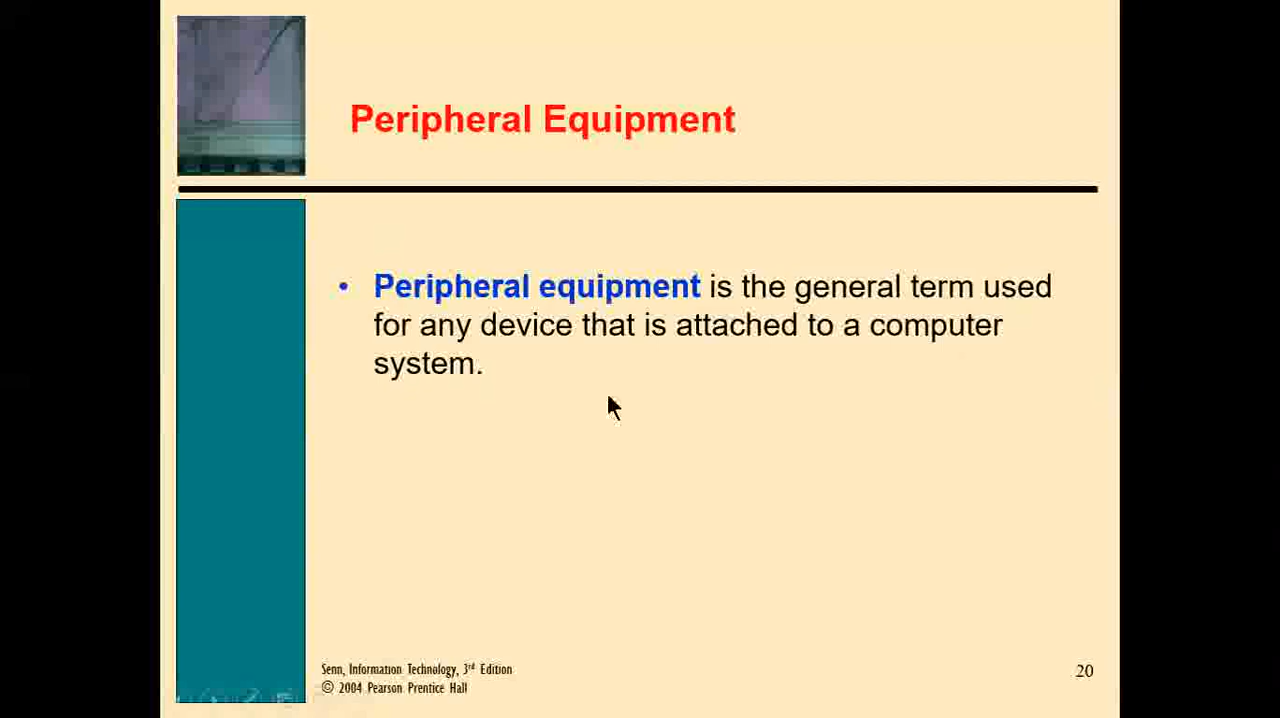 Peripheral Equipment
• Peripheral equipment is the general term used
for any device that is attached to a computer
system.
Senn, Information Technology, 3rd Edition
© 2004 Pearson Prentice Hall
20